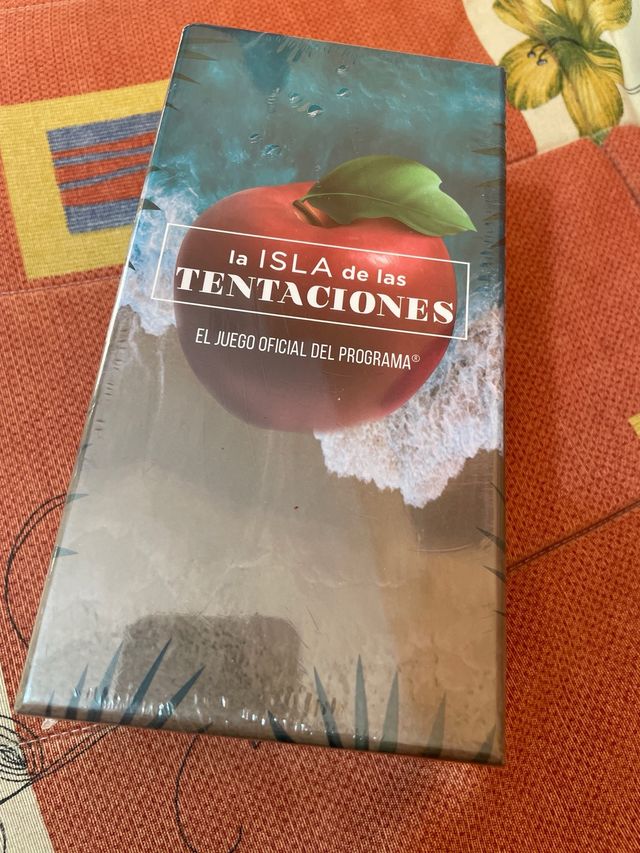 la ISLA de las
TENTACIONES
EL JUEGO OFICIAL DEL PROGRAMA®